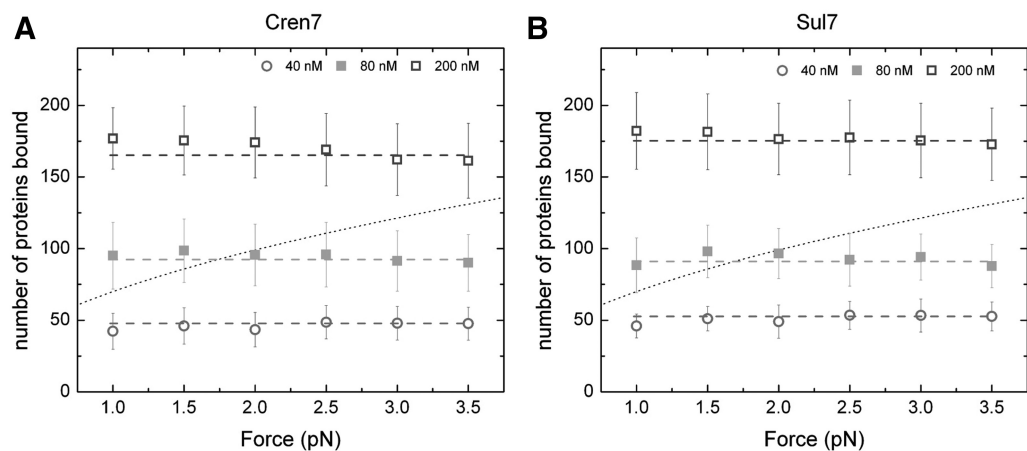 A
Cren7
40 nM
80 nM
200 nM
number of proteins bound
200
150
100
50
0
1.0
1.5
2.0
2.5
3.0
3.5
Force (pN)
B
Sul7
40 nM
80 nM
200 nM
number of proteins bound
200
150
100
50
0
1.0
1.5
2.0
2.5
3.0
3.5
Force (pN)